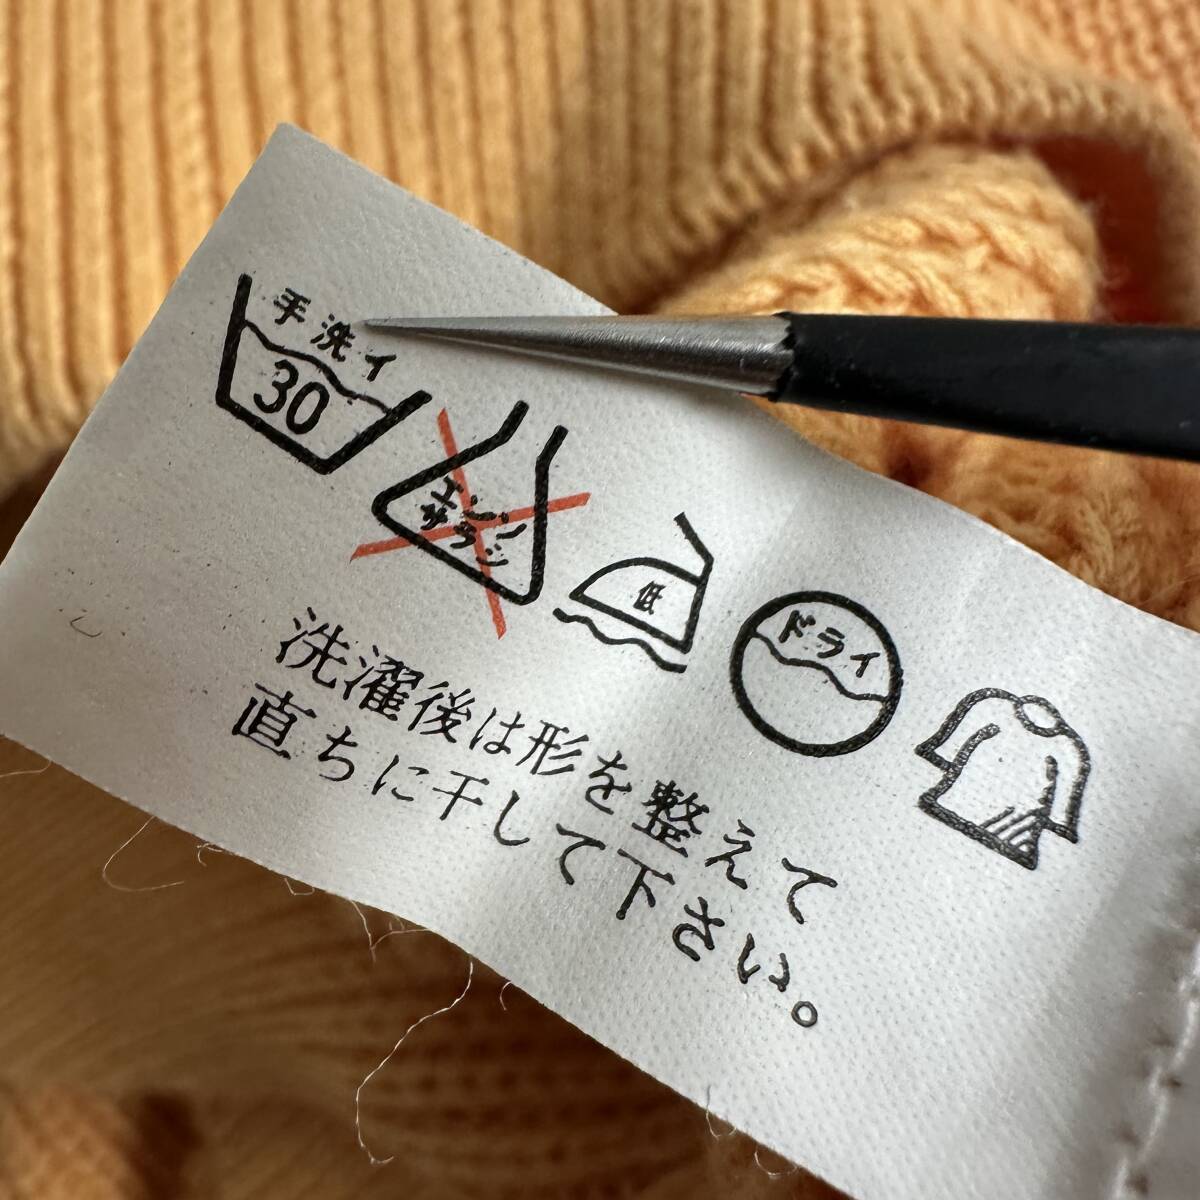 手洗イ
30
エンソ
サラシ
低
ドライ
洗濯後は形を整えて
直ちに干して下さい。